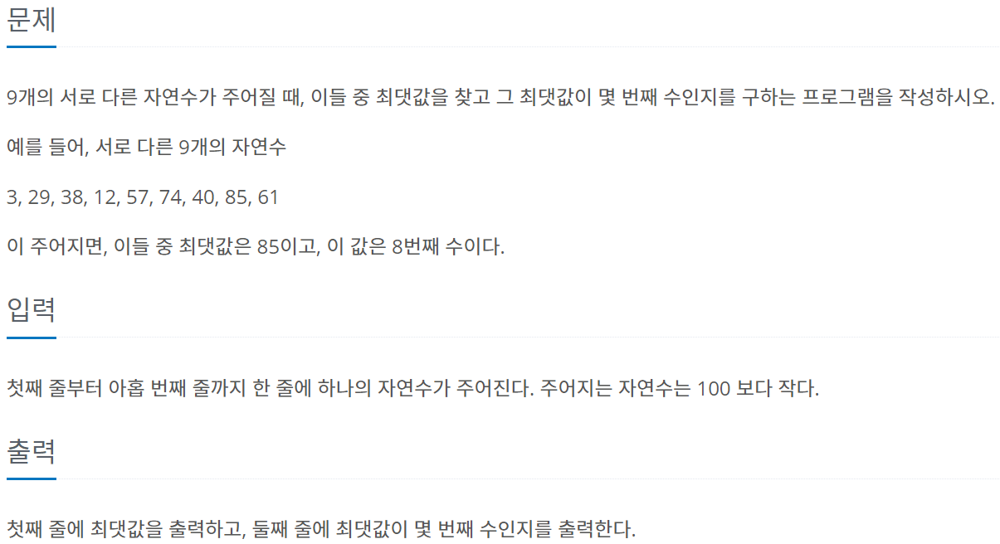 문제
9개의 서로 다른 자연수가 주어질 때, 이들 중 최댓값을 찾고 그 최댓값이 몇 번째 수인지를 구하는 프로그램을 작성하시오.
예를 들어, 서로 다른 9개의 자연수
3, 29, 38, 12, 57, 74, 40, 85, 61
이 주어지면, 이들 중 최댓값은 85이고, 이 값은 8번째 수이다.
입력
첫째 줄부터 아홉 번째 줄까지 한 줄에 하나의 자연수가 주어진다. 주어지는 자연수는 100 보다 작다.
출력
첫째 줄에 최댓값을 출력하고, 둘째 줄에 최댓값이 몇 번째 수인지를 출력한다.